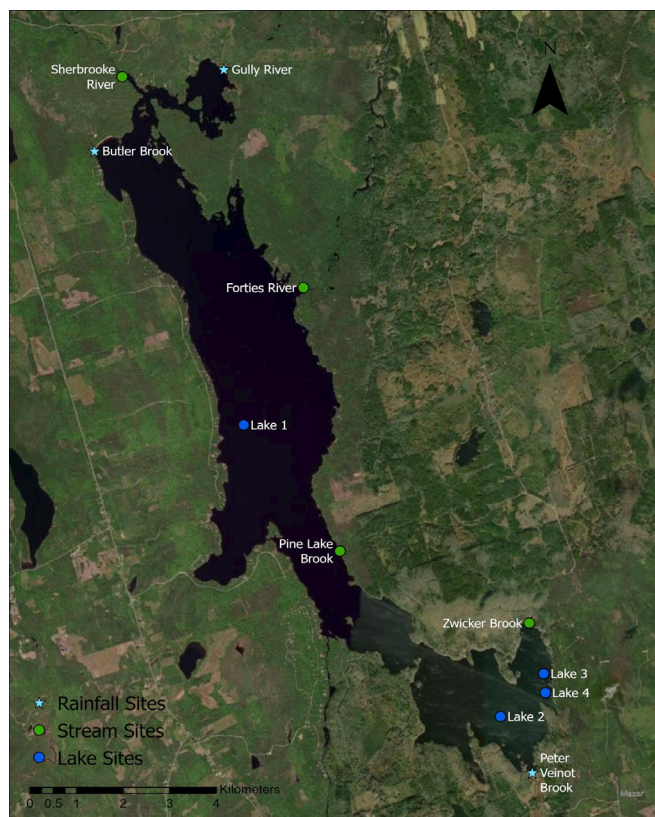 N
Sherbrooke
River
Gully River
Butler Brook
Forties River
Lake 1
Pine Lake
Brook
Zwicker Brook
Lake 3
Lake 4
Lake 2
Peter
Veinot
Brook
Rainfall Sites
Stream Sites
Lake Sites
Kilometers
0 0.5 1 2 3 4
Maxar